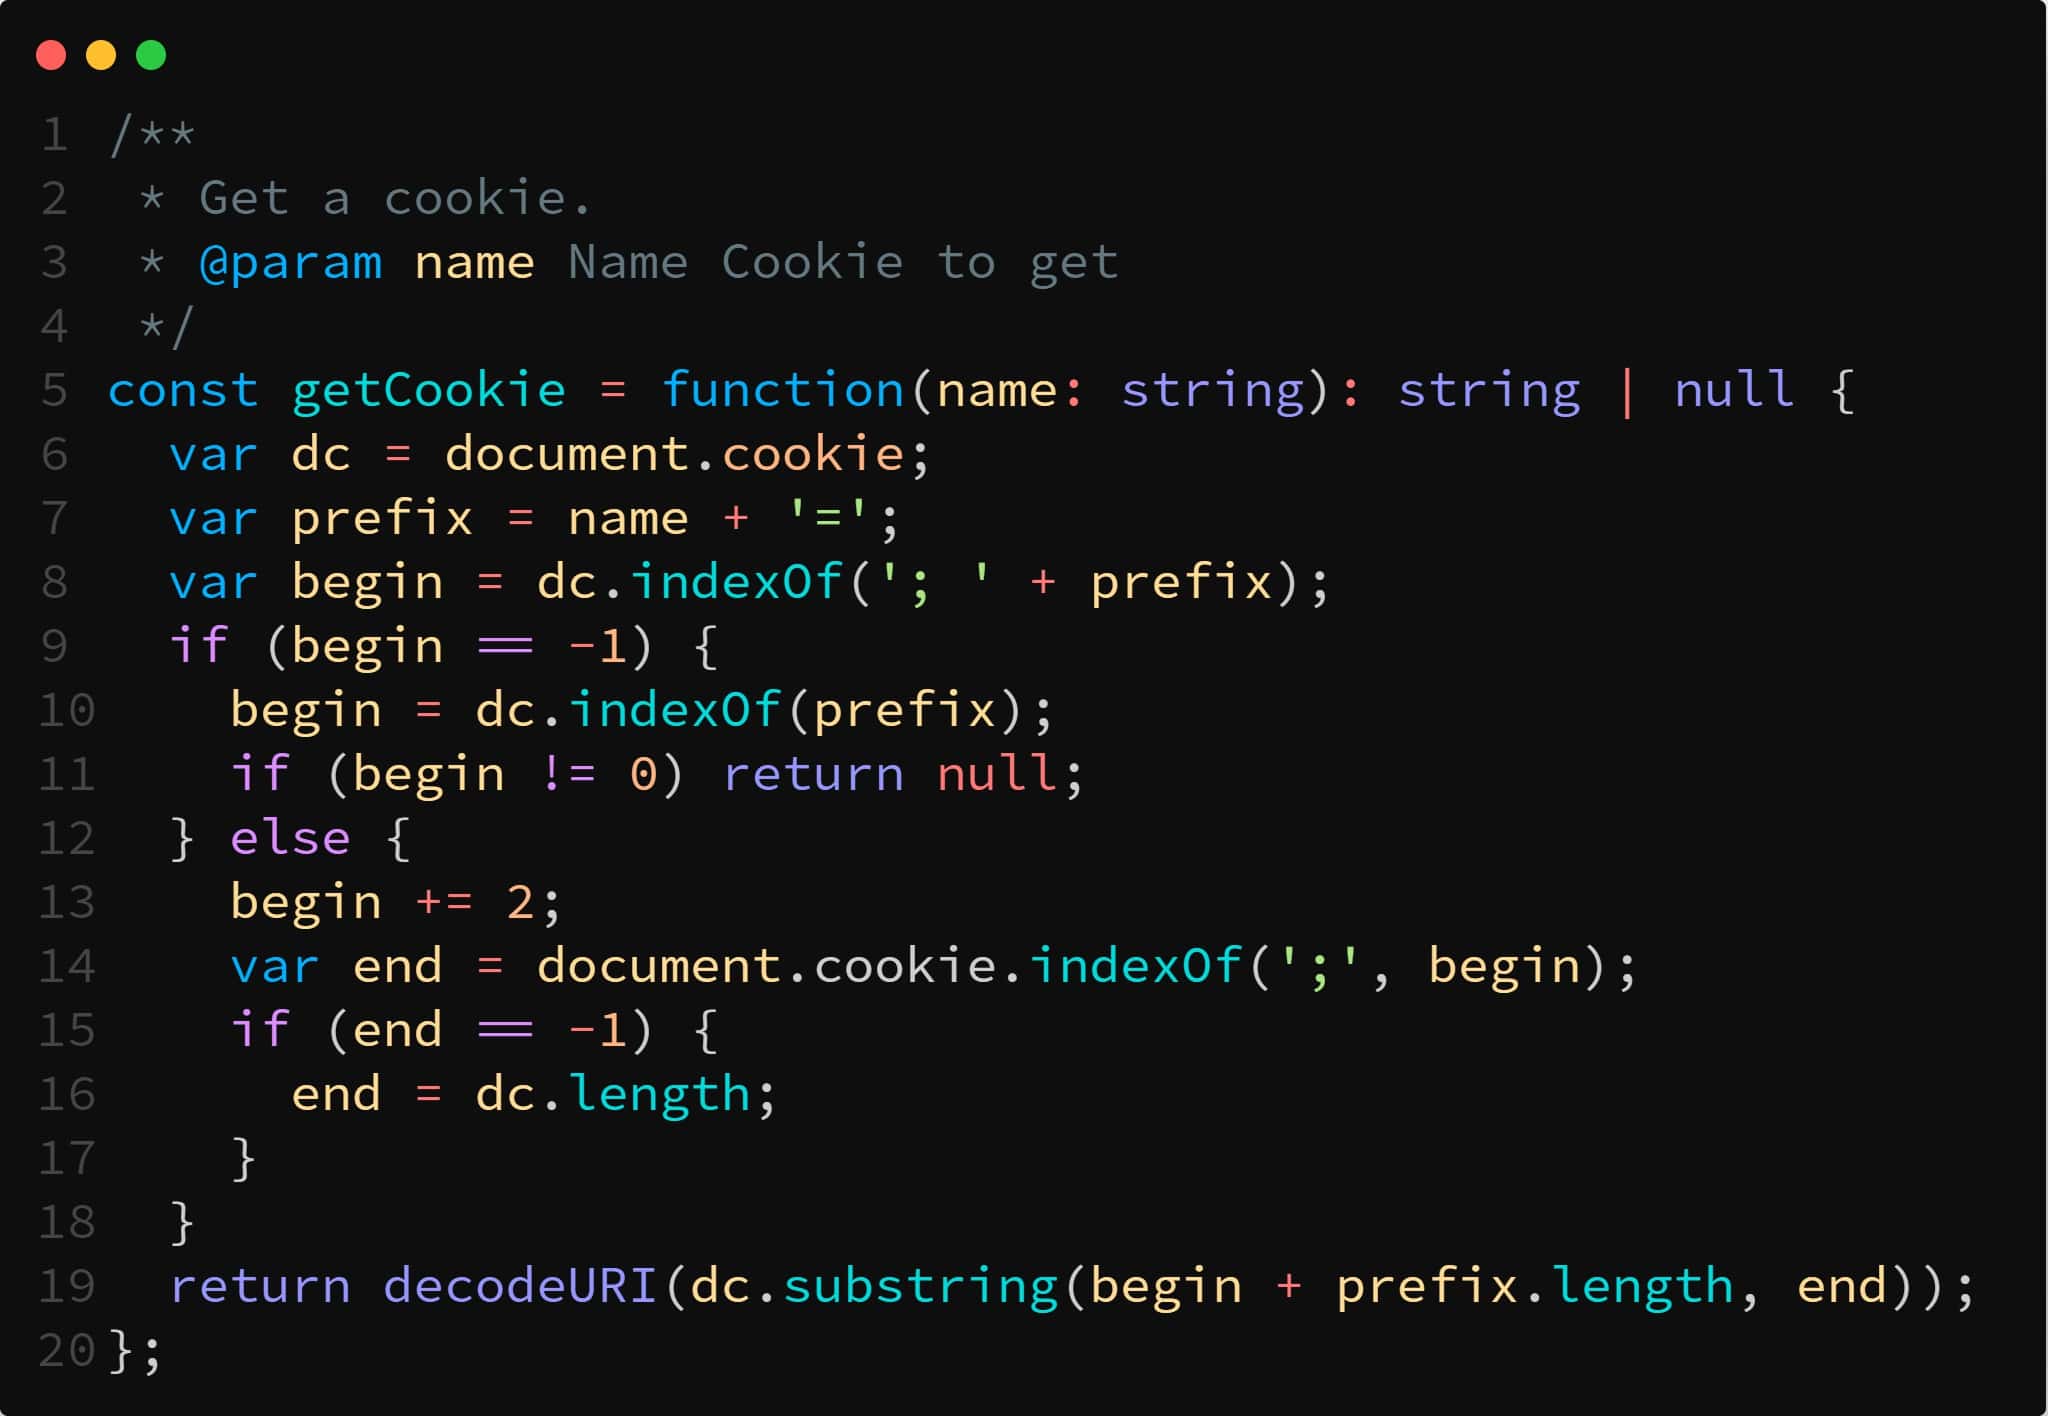 1 /**
2  * Get a cookie.
3  * @param name Name Cookie to get
4  */
5 const getCookie = function(name: string): string | null {
6   var dc = document.cookie;
7   var prefix = name + '=';
8   var begin = dc.indexOf('; ' + prefix);
9   if (begin == -1) {
10     begin = dc.indexOf(prefix);
11     if (begin != 0) return null;
12   } else {
13     begin += 2;
14     var end = document.cookie.indexOf(';', begin);
15     if (end == -1) {
16       end = dc.length;
17     }
18   }
19   return decodeURI(dc.substring(begin + prefix.length, end));
20 };